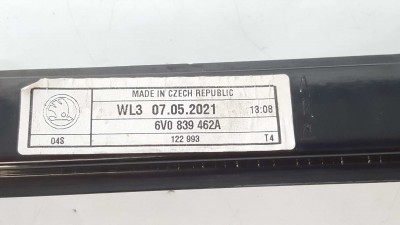 MADE IN CZECH REPUBLIC
WL3 07.05.2021 13:08
6V0 839 462A
04S 122 993 T4